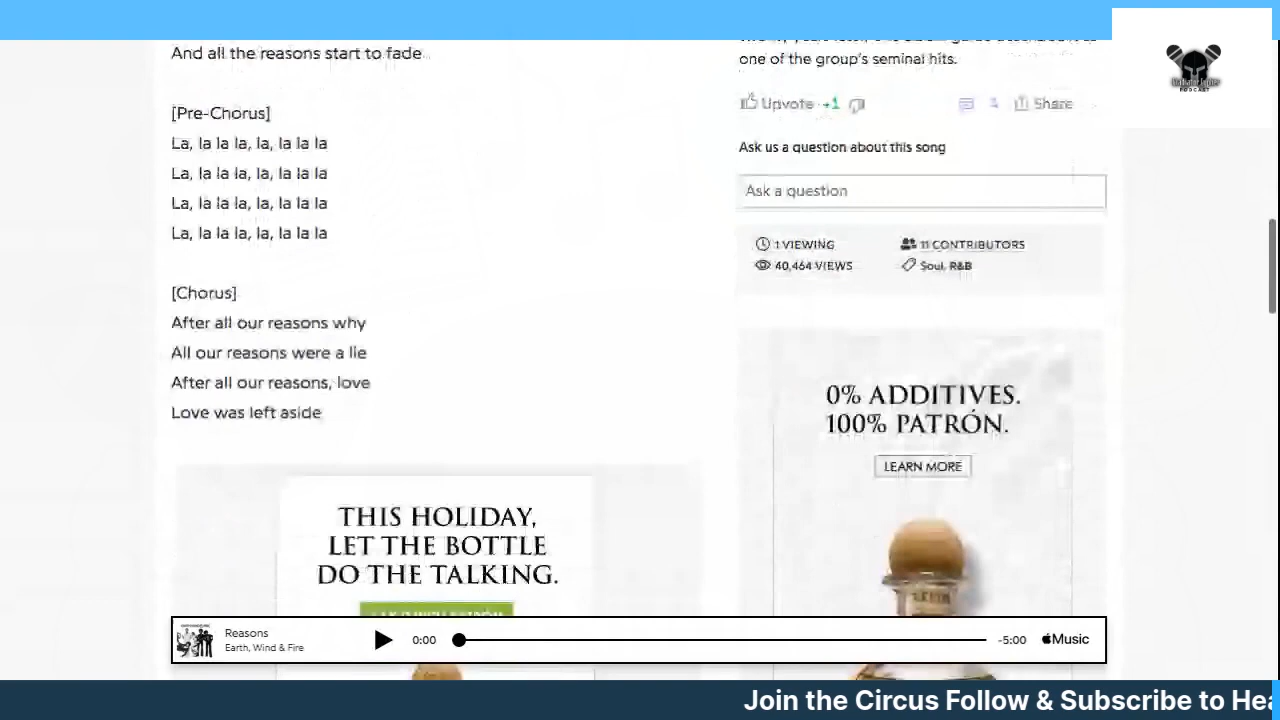 And all the reasons start to fade
[Pre-Chorus]
La, la la la, la, la la la
La, la la la, la, la la la
La, la la la, la, la la la
La, la la la, la, la la la
[Chorus]
After all our reasons why
All our reasons were a lie
After all our reasons, love
Love was left aside
THIS HOLIDAY,
LET THE BOTTLE
DO THE TALKING.
one of the group's seminal hits.
Upvote +1
Share
Ask us a question about this song
Ask a question
1 VIEWING
11 CONTRIBUTORS
40,464 VIEWS
Soul, R&B
0% ADDITIVES.
100% PATRÓN.
LEARN MORE
Reasons
Earth, Wind & Fire
0:00
-5:00
Music
PODCAST
Join the Circus Follow & Subscribe to Hea